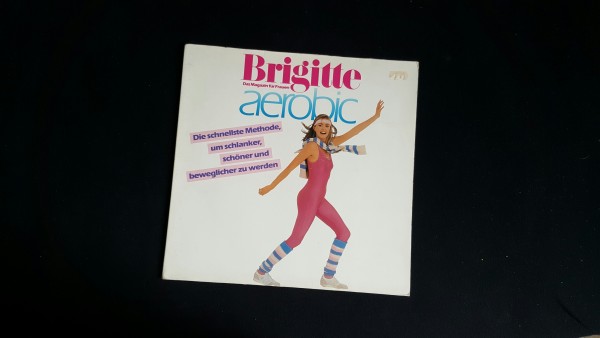 Brigitte
Das Magazin für Frauen
aerobic
Die schnellste Methode,
um schlanker,
schöner und
beweglicher zu werden